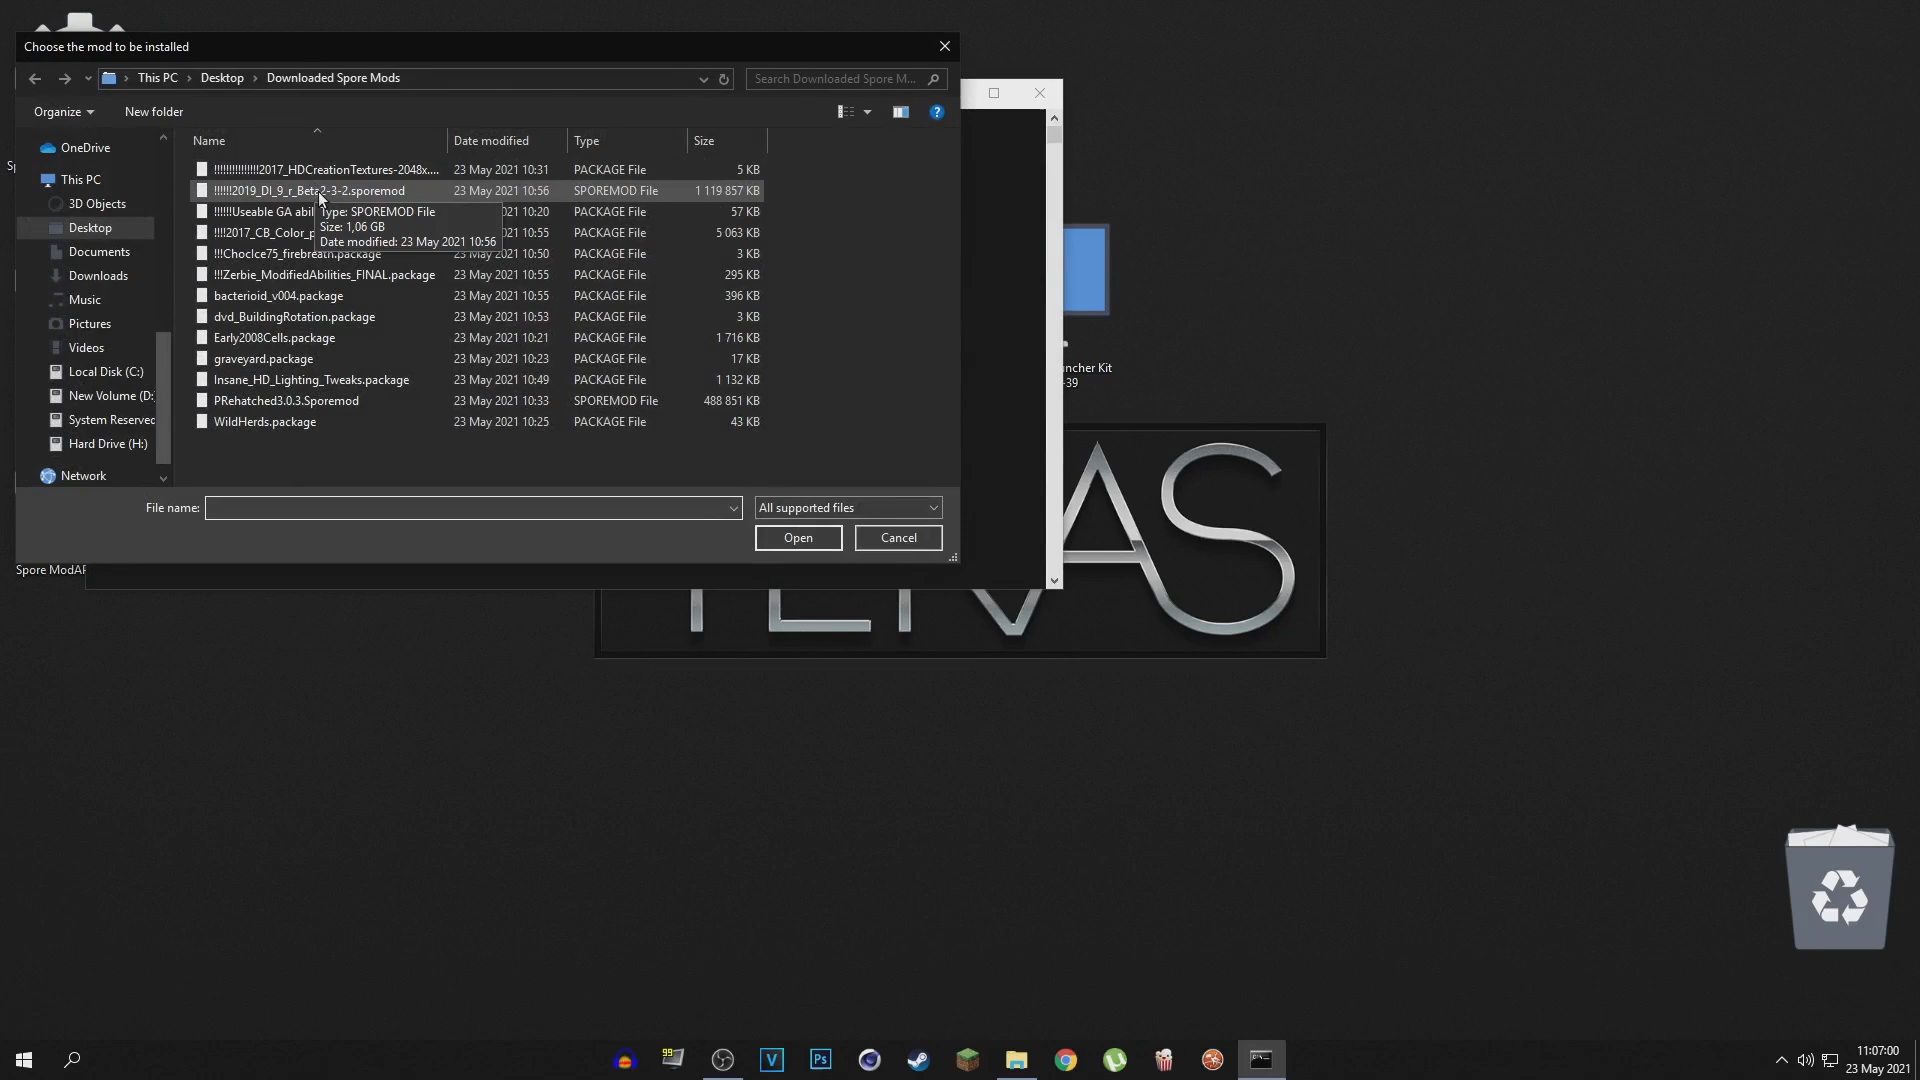 Choose the mod to be installed
This PC > Desktop > Downloaded Spore Mods
Search Downloaded Spore M...
Organize
New folder
Name
Date modified
Type
Size
OneDrive
This PC
3D Objects
Desktop
Documents
Downloads
Music
Pictures
Videos
Local Disk (C:)
New Volume (D:
System Reserved
Hard Drive (H:)
Network
!!!!!!!!!!!!!!!2017_HDCreationTextures-2048x.... 23 May 2021 10:31 PACKAGE File 5 KB
!!!!!!2019_DI_9_r_Beta2-3-2.sporemod 23 May 2021 10:56 SPOREMOD File 1 119 857 KB
!!!!!!Useable GA abil 2021 10:20 PACKAGE File 57 KB
!!!!2017_CB_Color_p 2021 10:55 PACKAGE File 5 063 KB
!!!ChocIce75_firebreath.package 23 May 2021 10:50 PACKAGE File 3 KB
!!!Zerbie_ModifiedAbilities_FINAL.package 23 May 2021 10:55 PACKAGE File 295 KB
bacterioid_v004.package 23 May 2021 10:55 PACKAGE File 396 KB
dvd_BuildingRotation.package 23 May 2021 10:53 PACKAGE File 3 KB
Early2008Cells.package 23 May 2021 10:21 PACKAGE File 1 716 KB
graveyard.package 23 May 2021 10:23 PACKAGE File 17 KB
Insane_HD_Lighting_Tweaks.package 23 May 2021 10:49 PACKAGE File 1 132 KB
PRehatched3.0.3.Sporemod 23 May 2021 10:33 SPOREMOD File 488 851 KB
WildHerds.package 23 May 2021 10:25 PACKAGE File 43 KB
Type: SPOREMOD File
Size: 1,06 GB
Date modified: 23 May 2021 10:56
File name:
All supported files
Open
Cancel
Sp
Spore ModAP
uncher Kit
-39
AS
99
V
Ps
11:07:00
23 May 2021